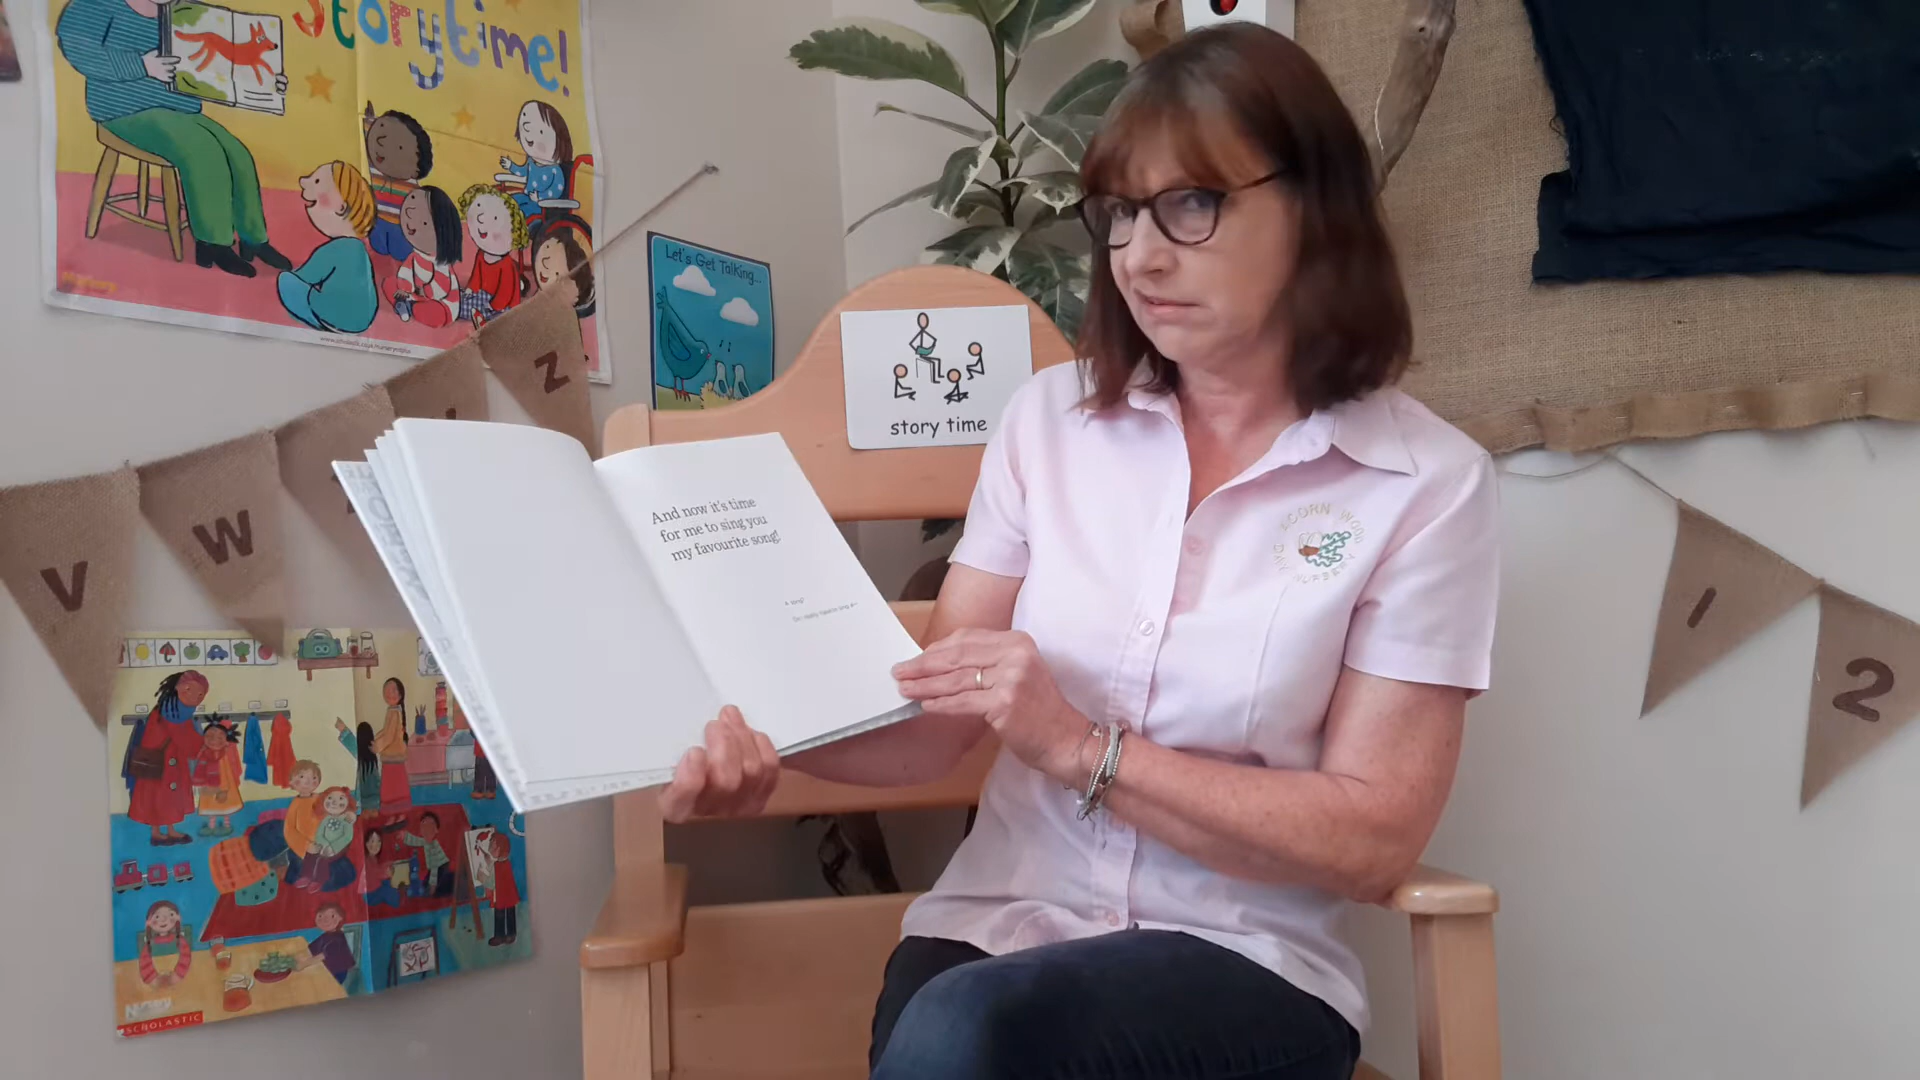 Storytime!
Let's Get Talking...
story time
Z
V
W
And now it's time
for me to sing you
my favourite song!
A song?
ACORN WOOD
DAY NURSERY
1
2
SCHOLASTIC